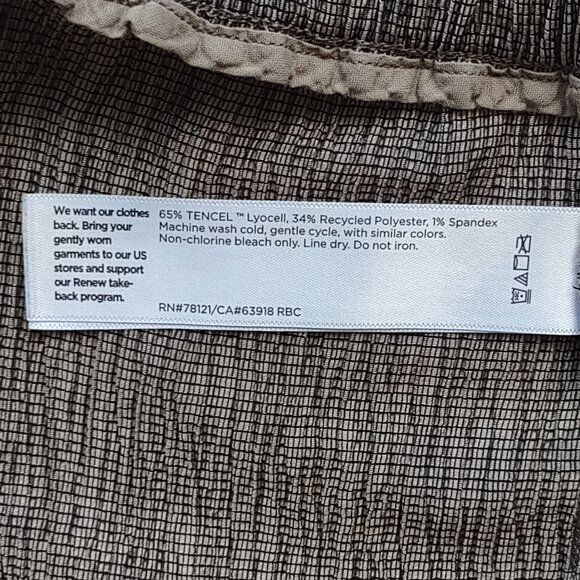 We want our clothes
back. Bring your
gently worn
garments to our US
stores and support
our Renew take-
back program.
65% TENCEL ™ Lyocell, 34% Recycled Polyester, 1% Spandex
Machine wash cold, gentle cycle, with similar colors.
Non-chlorine bleach only. Line dry. Do not iron.
RN#78121/CA#63918 RBC